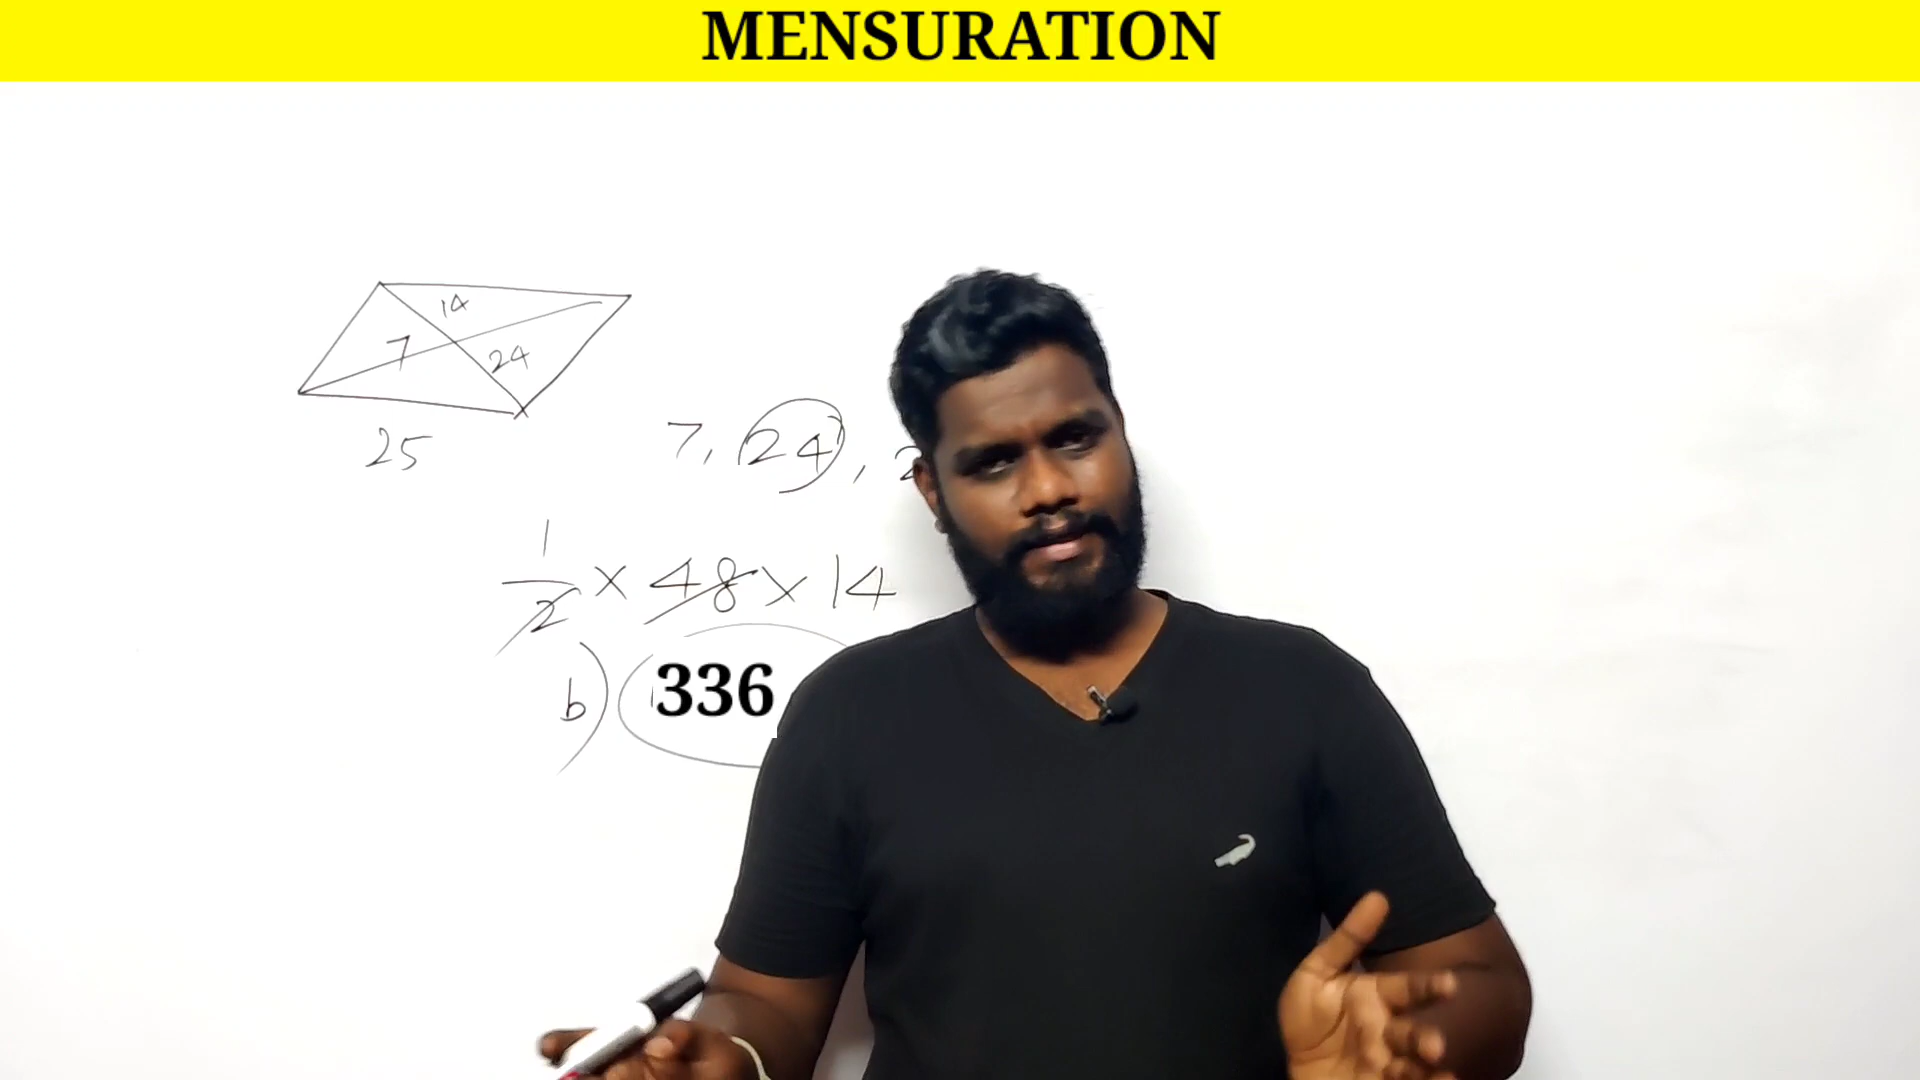 MENSURATION
14
7
24
25
7, 24, 2
1/2 × 48 × 14
b) 336